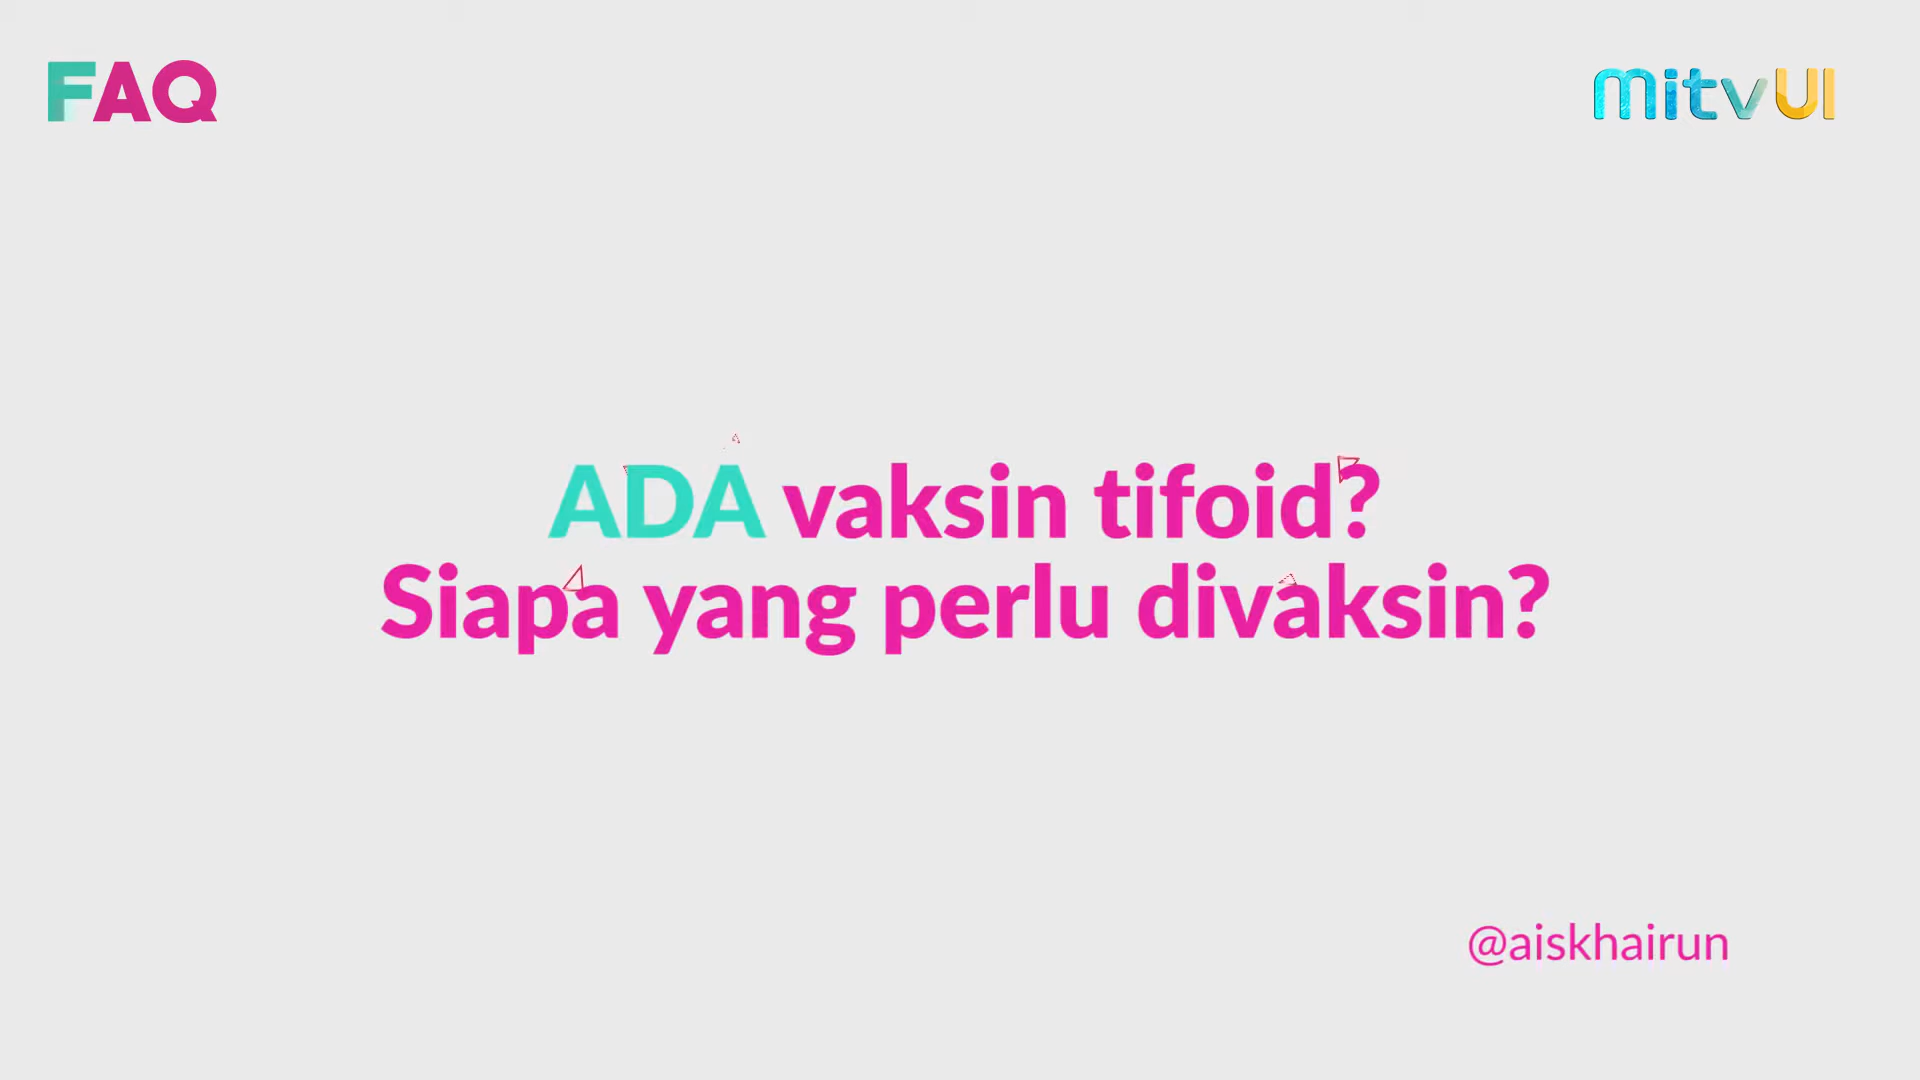 FAQ
mitvUI
ADA vaksin tifoid?
Siapa yang perlu divaksin?
@aiskhairun